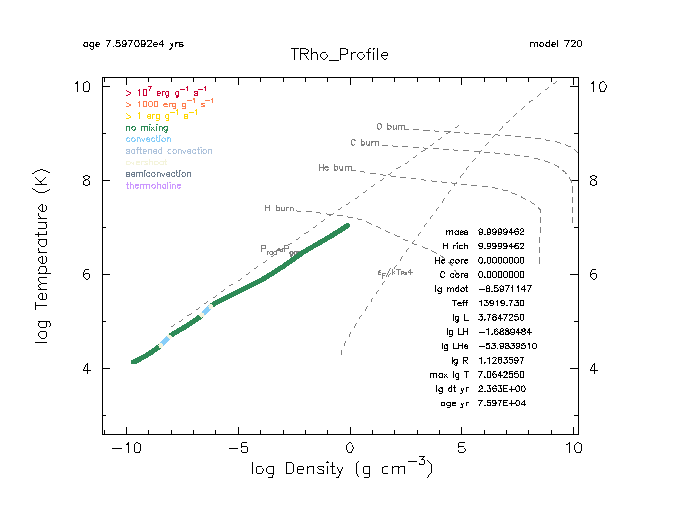 age 7.597092e4 yrs
model 720
TRho_Profile
> 10^7 erg g^-1 s^-1
> 1000 erg g^-1 s^-1
> 1 erg g^-1 s^-1
no mixing
convection
softened convection
overshoot
semiconvection
thermohaline
O burn
C burn
He burn
H burn
10 8 6 4
10 8 6 4
log Temperature (K)
mass 9.9999462
H rich 9.9999462
He core 0.0000000
C core 0.0000000
lg mdot -8.5971147
Teff 13919.730
lg L 3.7847250
lg LH
lg LHe -53.9839510
lg R 1.1283597
max lg T 7.0642550
lg dt yr 2.363E+00
age yr 7.597E+04
-10 -5 0 5 10
log Density (g cm^-3)